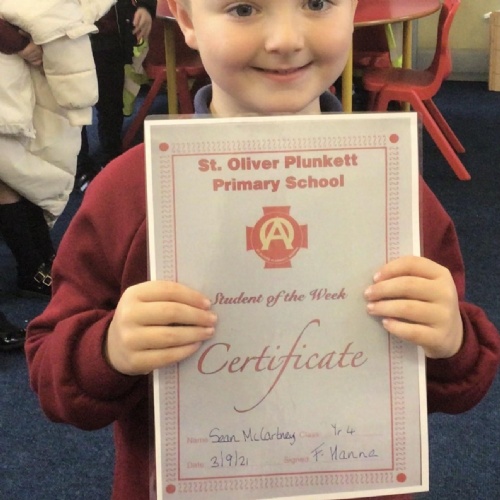 St. Oliver Plunkett
Primary School
Student of the Week
Certificate
Name: Sean McCartney Class: Yr 4
Date: 3/9/21 Signed: F. Hanna